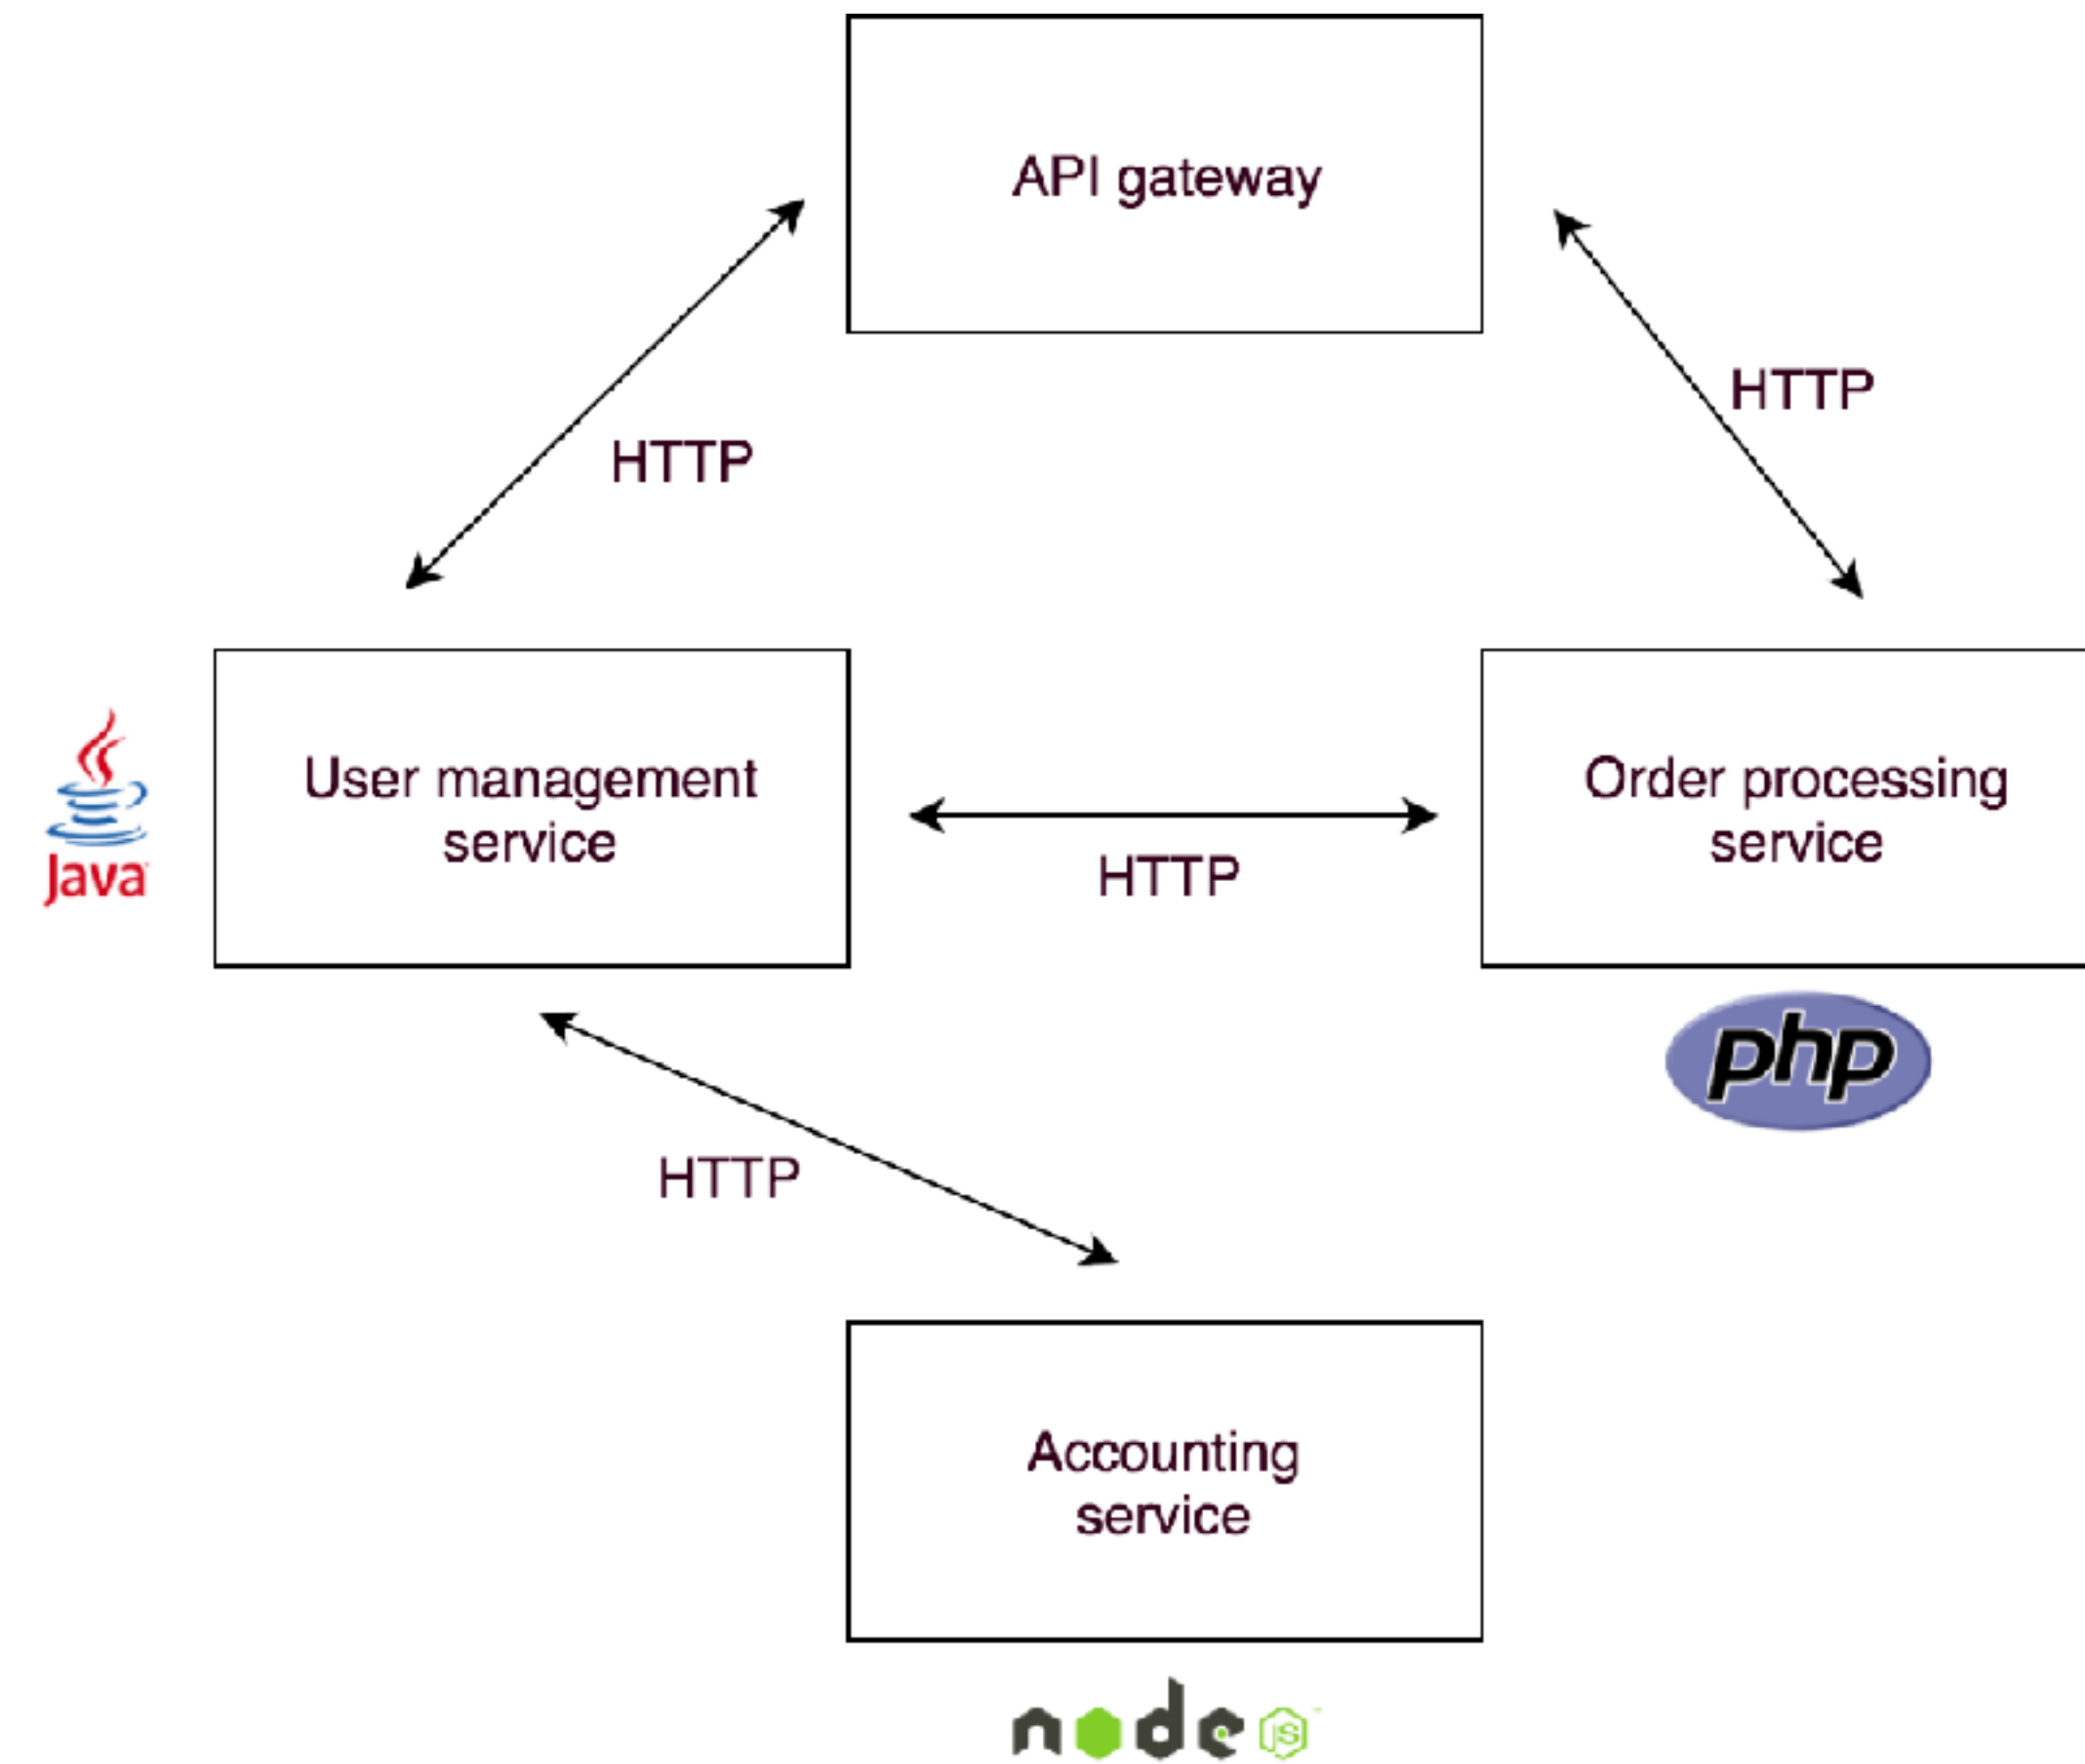 API gateway
HTTP
HTTP
Java
User management
service
HTTP
Order processing
service
php
HTTP
Accounting
service
node JS